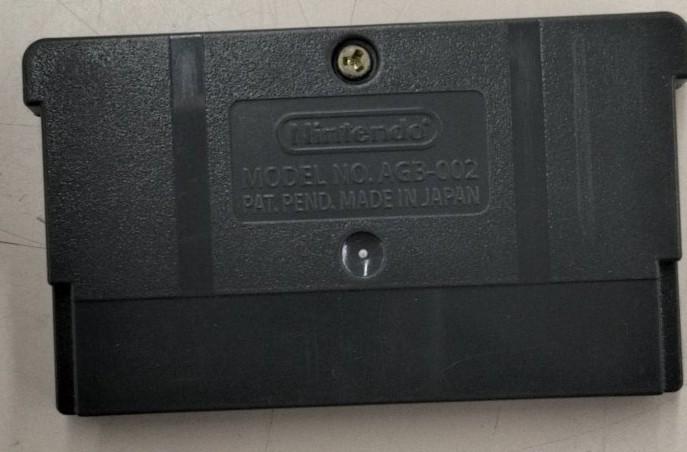 Nintendo®
MODEL NO. AGB-002
PAT. PEND. MADE IN JAPAN